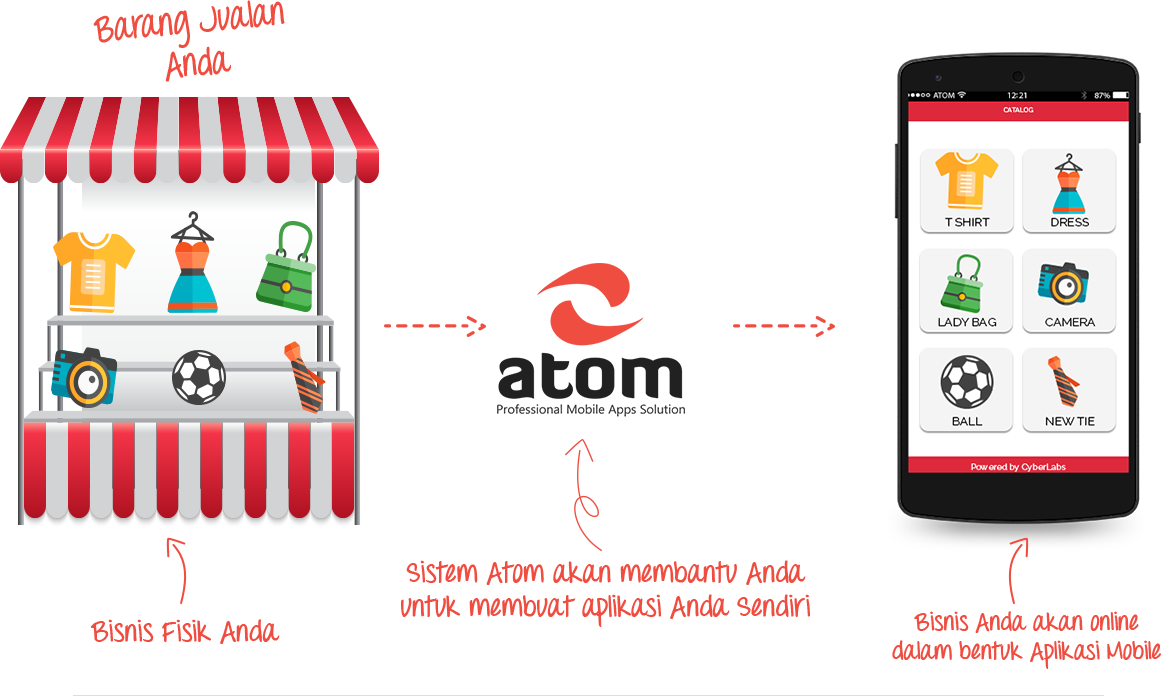 Barang Jualan
Anda
ATOM
12:21
87%
CATALOG
T SHIRT
DRESS
LADY BAG
CAMERA
BALL
NEW TIE
Powered by CyberLabs
atom
Professional Mobile Apps Solution
Sistem Atom akan membantu Anda
untuk membuat aplikasi Anda Sendiri
Bisnis Fisik Anda
Bisnis Anda akan online
dalam bentuk Aplikasi Mobile